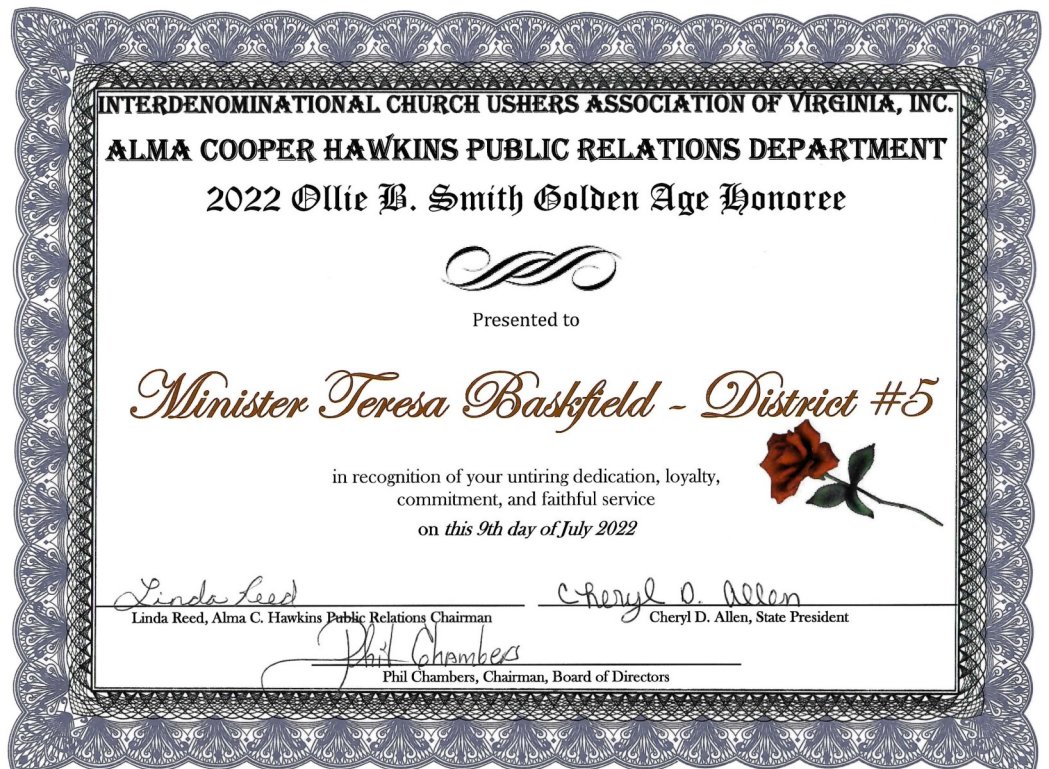 INTERDENOMINATIONAL CHURCH USHERS ASSOCIATION OF VIRGINIA, INC.
ALMA COOPER HAWKINS PUBLIC RELATIONS DEPARTMENT
2022 Ollie B. Smith Golden Age Honoree
Presented to
Minister Teresa Baskfield - District #5
in recognition of your untiring dedication, loyalty,
commitment, and faithful service
on this 9th day of July 2022
Linda Reed Cheryl D. Allen
Linda Reed, Alma C. Hawkins Public Relations Chairman Cheryl D. Allen, State President
Phil Chambers
Phil Chambers, Chairman, Board of Directors